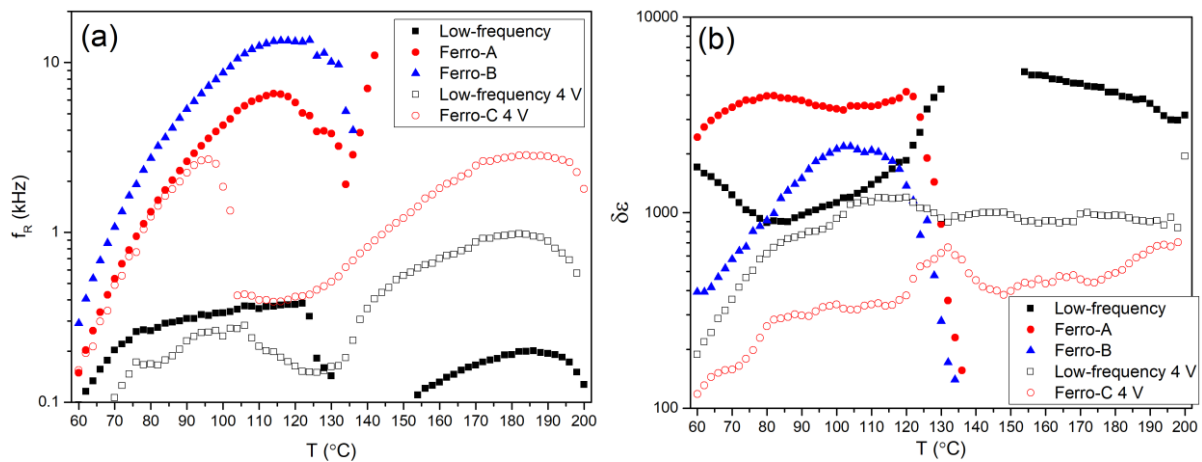 (a)
Low-frequency
Ferro-A
Ferro-B
Low-frequency 4 V
Ferro-C 4 V
10
1
0.1
f_R (kHz)
60 70 80 90 100 110 120 130 140 150 160 170 180 190 200
T (°C)
(b)
10000
1000
100
δε
Low-frequency
Ferro-A
Ferro-B
Low-frequency 4 V
Ferro-C 4 V
60 70 80 90 100 110 120 130 140 150 160 170 180 190 200
T (°C)